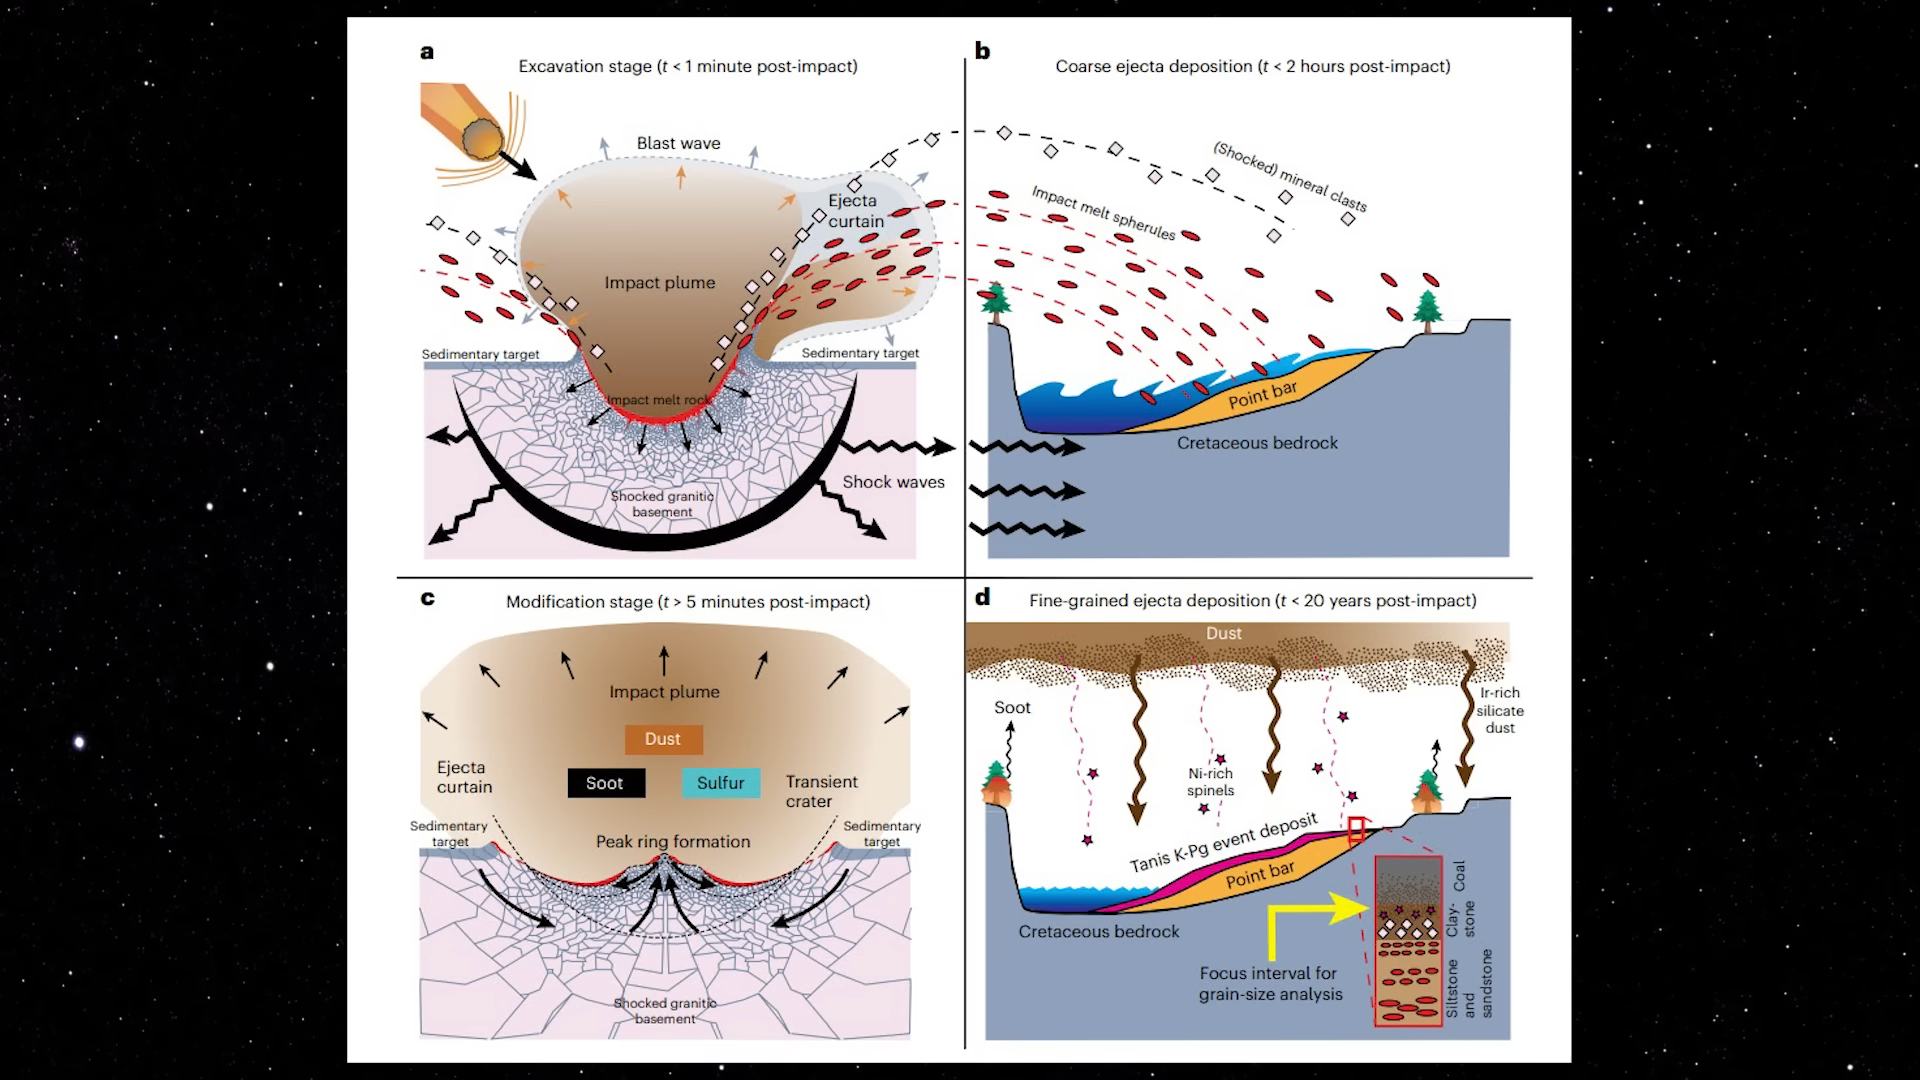 a
Excavation stage (t < 1 minute post-impact)
Blast wave
Ejecta
curtain
Impact plume
Sedimentary target
Sedimentary target
Impact melt rock
Shocked granitic
basement
Shock waves
b
Coarse ejecta deposition (t < 2 hours post-impact)
(Shocked) mineral clasts
Impact melt spherules
Point bar
Cretaceous bedrock
c
Modification stage (t > 5 minutes post-impact)
Impact plume
Dust
Soot
Sulfur
Ejecta
curtain
Transient
crater
Sedimentary
target
Peak ring formation
Sedimentary
target
Shocked granitic
basement
d
Fine-grained ejecta deposition (t < 20 years post-impact)
Dust
Soot
Ir-rich
silicate
dust
Ni-rich
spinels
Tanis K-Pg event deposit
Point bar
Cretaceous bedrock
Focus interval for
grain-size analysis
Coal
Clay-
stone
Siltstone
and
sandstone